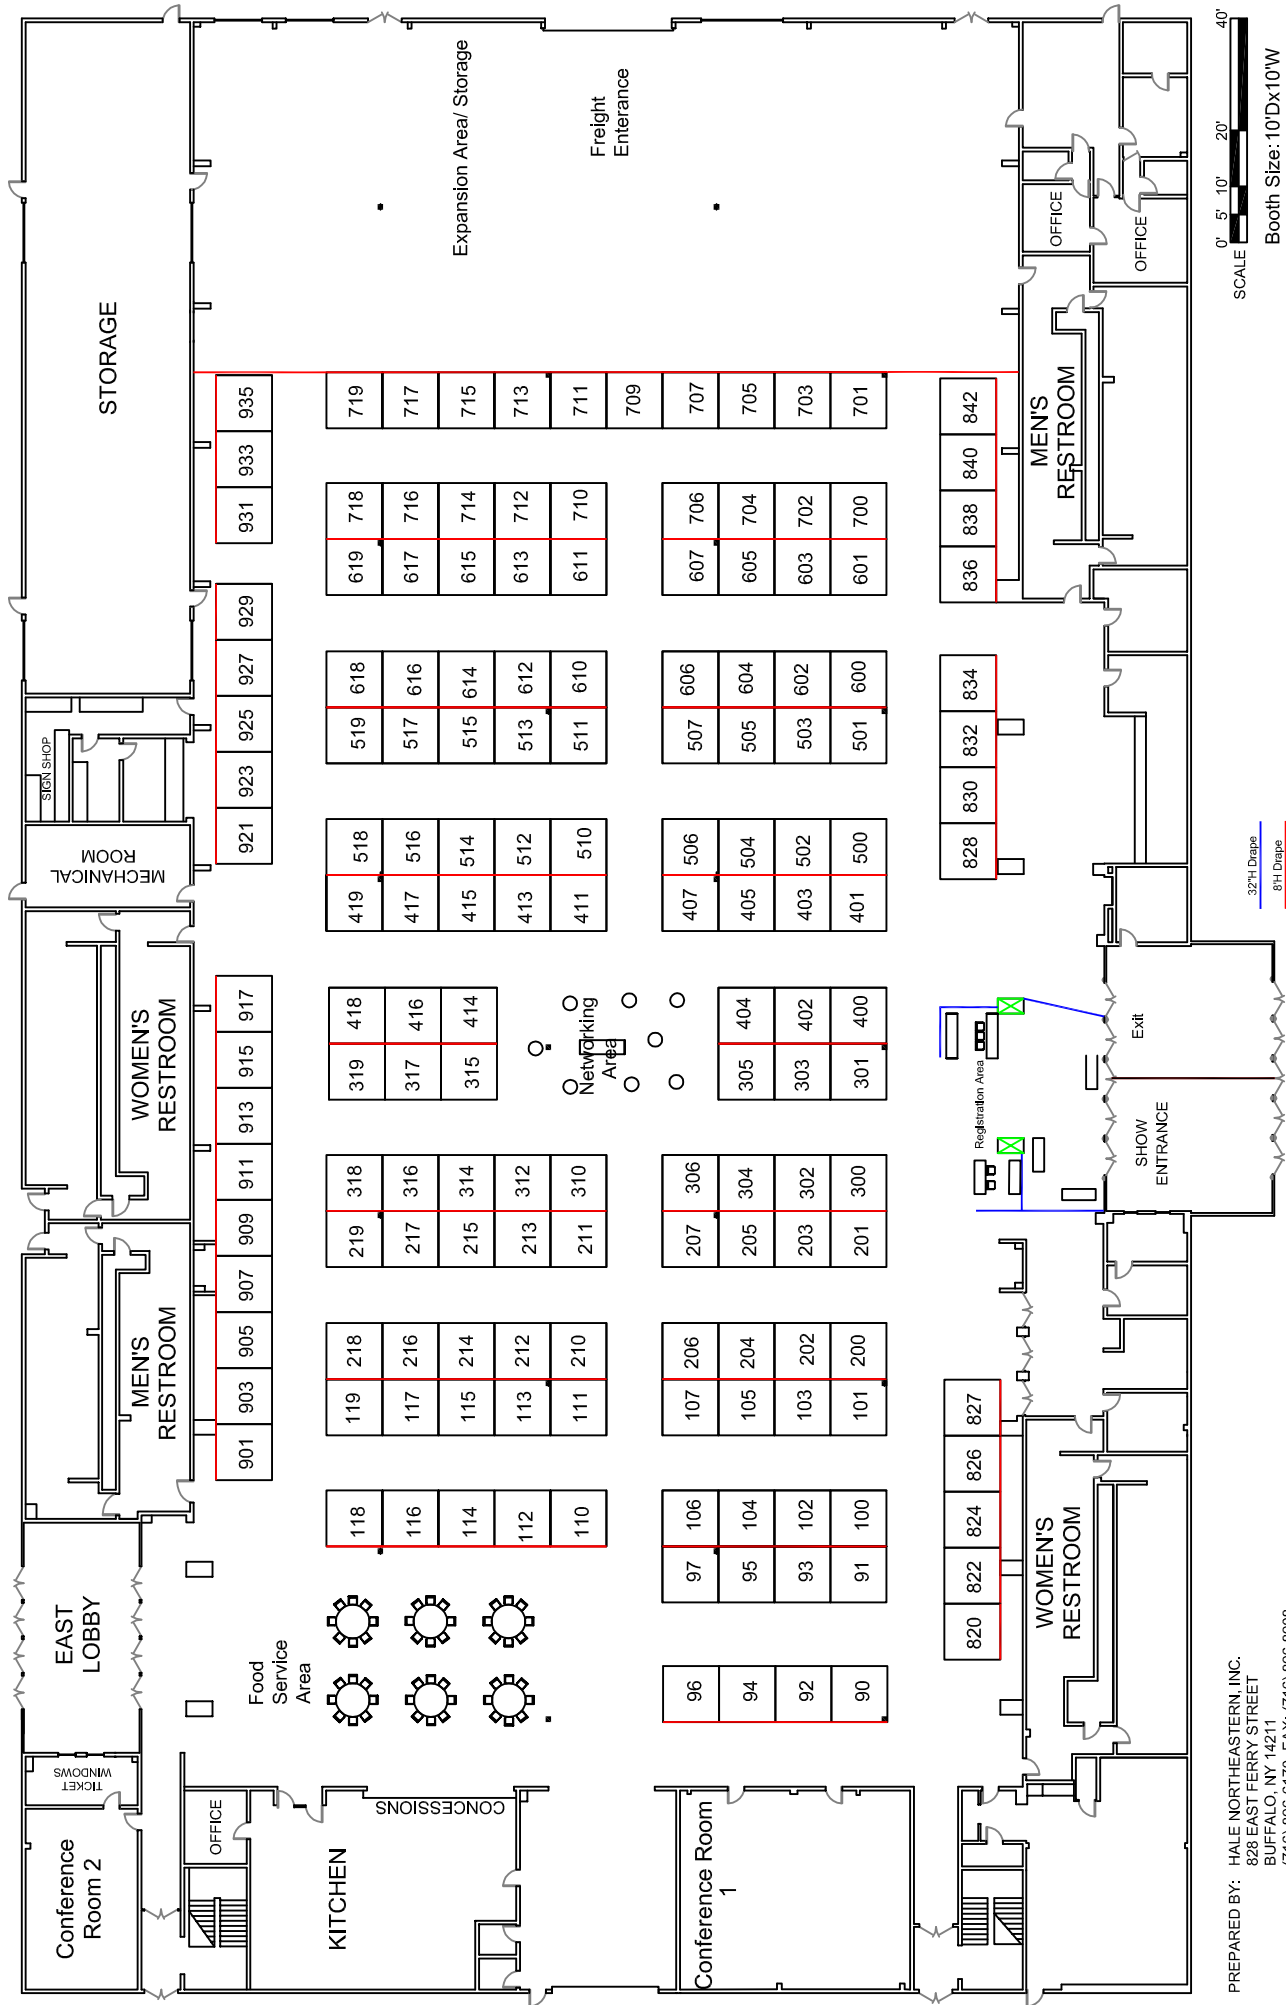 Conference
Room 2
TICKET
WINDOWS
EAST
LOBBY
MEN'S
RESTROOM
WOMEN'S
RESTROOM
MECHANICAL
ROOM
SIGN SHOP
STORAGE
OFFICE
901 903 905 907 909 911 913 915 917
921 923 925 927 929
931 933 935
KITCHEN
CONCESSIONS
Food
Service
Area
118
116
114
112
110
119 218
117 216
115 214
113 212
111 210
219 318
217 316
215 314
213 312
211 310
319 418
317 416
315 414
Networking
Area
419 518
417 516
415 514
413 512
411 510
519 618
517 616
515 614
513 612
511 610
619 718
617 716
615 714
613 712
611 710
719
717
715
713
711
709
707
705
703
701
Expansion Area/ Storage
Freight
Enterance
Conference Room
1
96
94
92
90
97 106
95 104
93 102
91 100
107 206
105 204
103 202
101 200
207 306
205 304
203 302
201 300
305 404
303 402
301 400
407 506
405 504
403 502
401 500
507 606
505 604
503 602
501 600
607 706
605 704
603 702
601 700
820 822 824 826 827
828 830 832 834
836 838 840 842
Registration Area
WOMEN'S
RESTROOM
MEN'S
RESTROOM
OFFICE
OFFICE
SHOW
ENTRANCE
Exit
PREPARED BY: HALE NORTHEASTERN, INC.
828 EAST FERRY STREET
BUFFALO, NY 14211
32"H Drape
8'H Drape
SCALE
0' 5' 10' 20' 40'
Booth Size: 10'Dx10'W